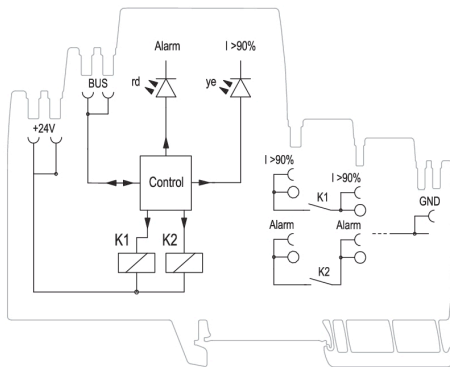 Alarm
I >90%
BUS
rd
ye
+24V
Control
I >90%
I >90%
K1
GND
Alarm
Alarm
K1
K2
K2